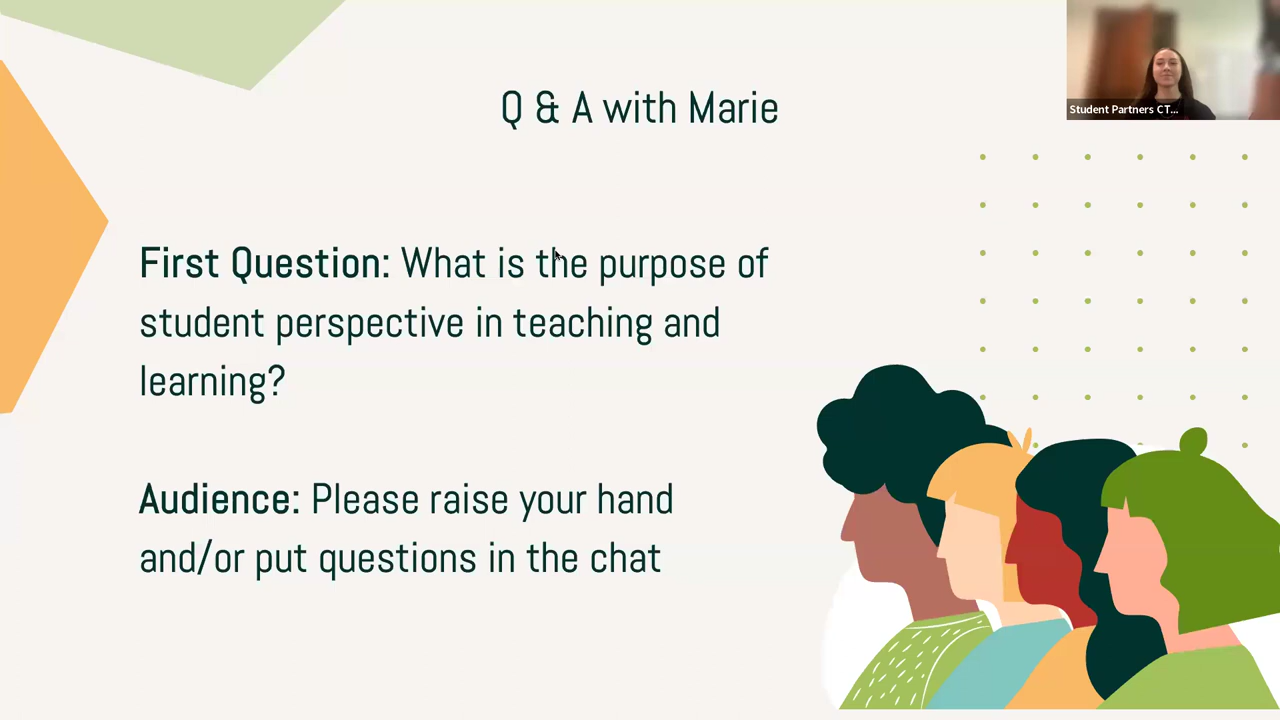 Q & A with Marie
Student Partners CT...
First Question: What is the purpose of
student perspective in teaching and
learning?
Audience: Please raise your hand
and/or put questions in the chat